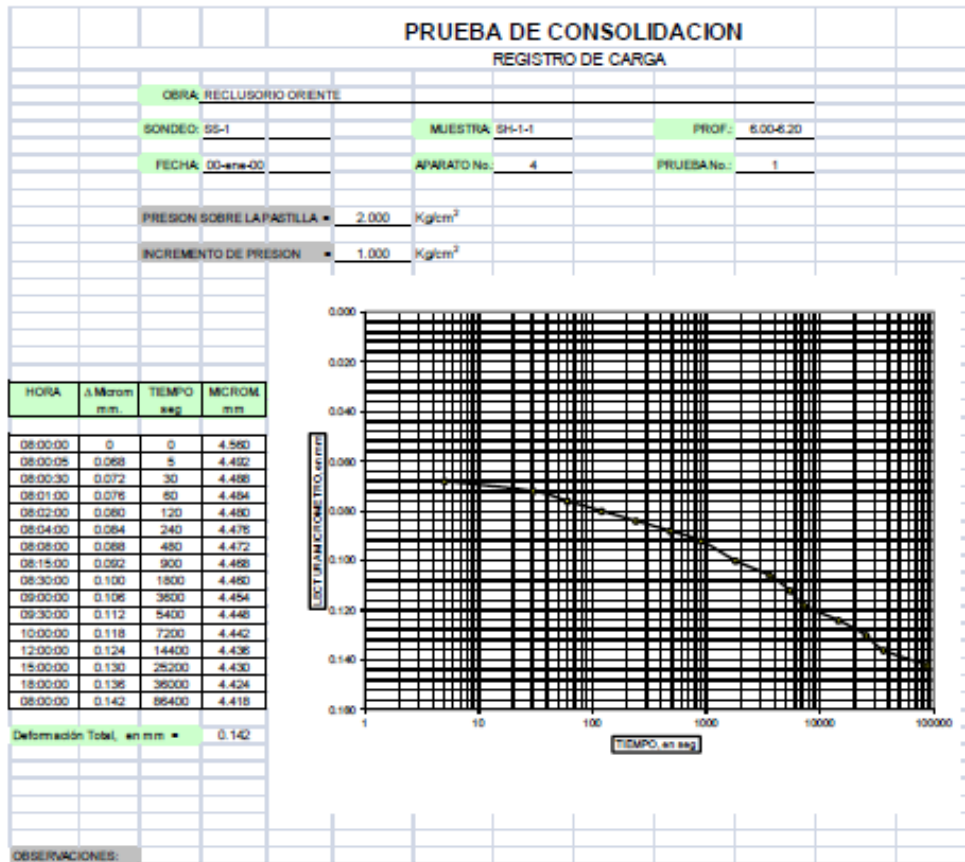 PRUEBA DE CONSOLIDACION
REGISTRO DE CARGA
OBRA: RECLUSORIO ORIENTE
SONDEO: SS-1 MUESTRA: SH-1-1 PROF.: 6.00-6.20
FECHA: 00-ene-00 APARATO No.: 4 PRUEBA No.: 1
PRESION SOBRE LA PASTILLA = 2.000 Kg/cm²
INCREMENTO DE PRESION = 1.000 Kg/cm²
HORA Δ Microm mm. TIEMPO seg MICROM. mm
08:00:00 0 0 4.560
08:00:05 0.068 5 4.492
08:00:30 0.072 30 4.488
08:01:00 0.076 60 4.484
08:02:00 0.080 120 4.480
08:04:00 0.084 240 4.476
08:08:00 0.088 480 4.472
08:15:00 0.092 900 4.468
08:30:00 0.100 1800 4.460
09:00:00 0.106 3600 4.454
09:30:00 0.112 5400 4.448
10:00:00 0.118 7200 4.442
12:00:00 0.124 14400 4.436
15:00:00 0.130 25200 4.430
18:00:00 0.136 36000 4.424
08:00:00 0.142 86400 4.418
Deformación Total, en mm = 0.142
LECTURA MICROMETRO, en mm
0.000
0.020
0.040
0.060
0.080
0.100
0.120
0.140
0.160
1 10 100 1000 10000 100000
TIEMPO, en seg
OBSERVACIONES: